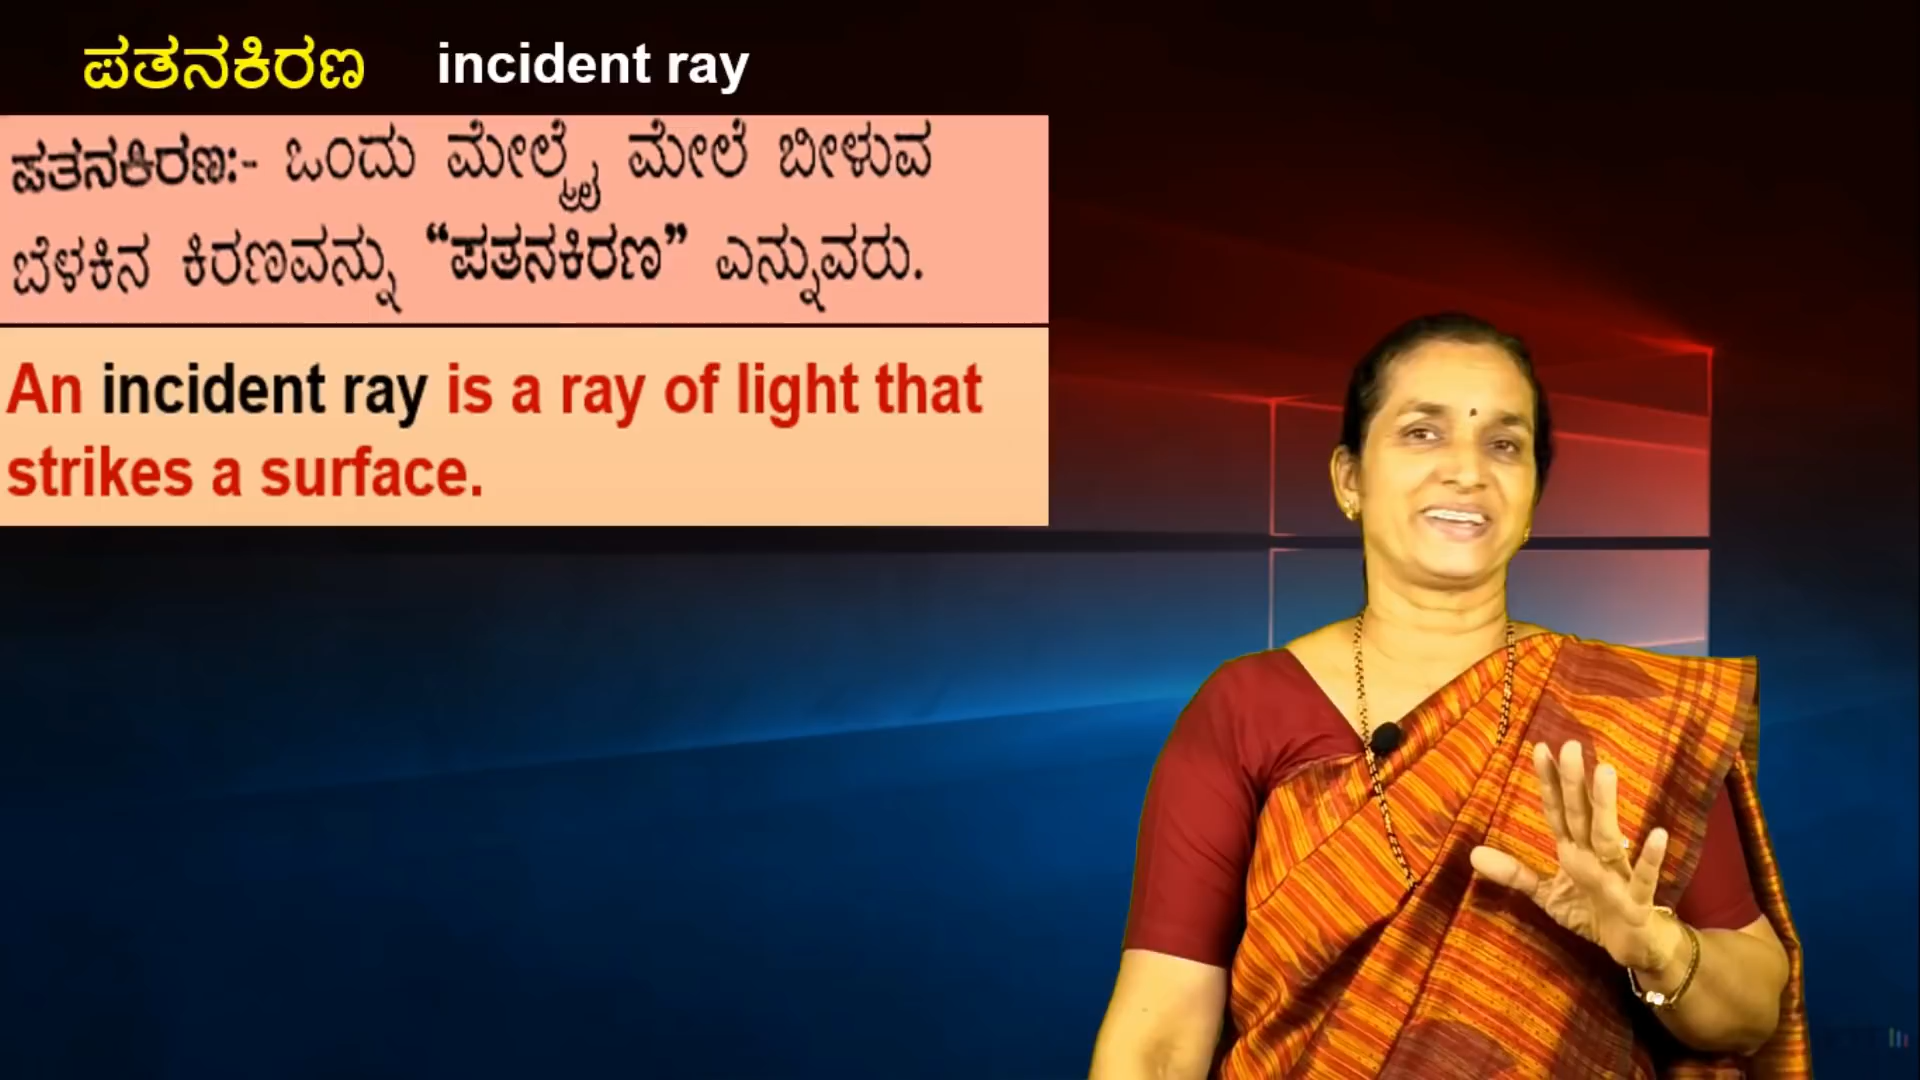 ಪತನಕಿರಣ incident ray
ಪತನಕಿರಣ:- ಒಂದು ಮೇಲ್ಮೈ ಮೇಲೆ ಬೀಳುವ
ಬೆಳಕಿನ ಕಿರಣವನ್ನು “ಪತನಕಿರಣ” ಎನ್ನುವರು.
An incident ray is a ray of light that
strikes a surface.